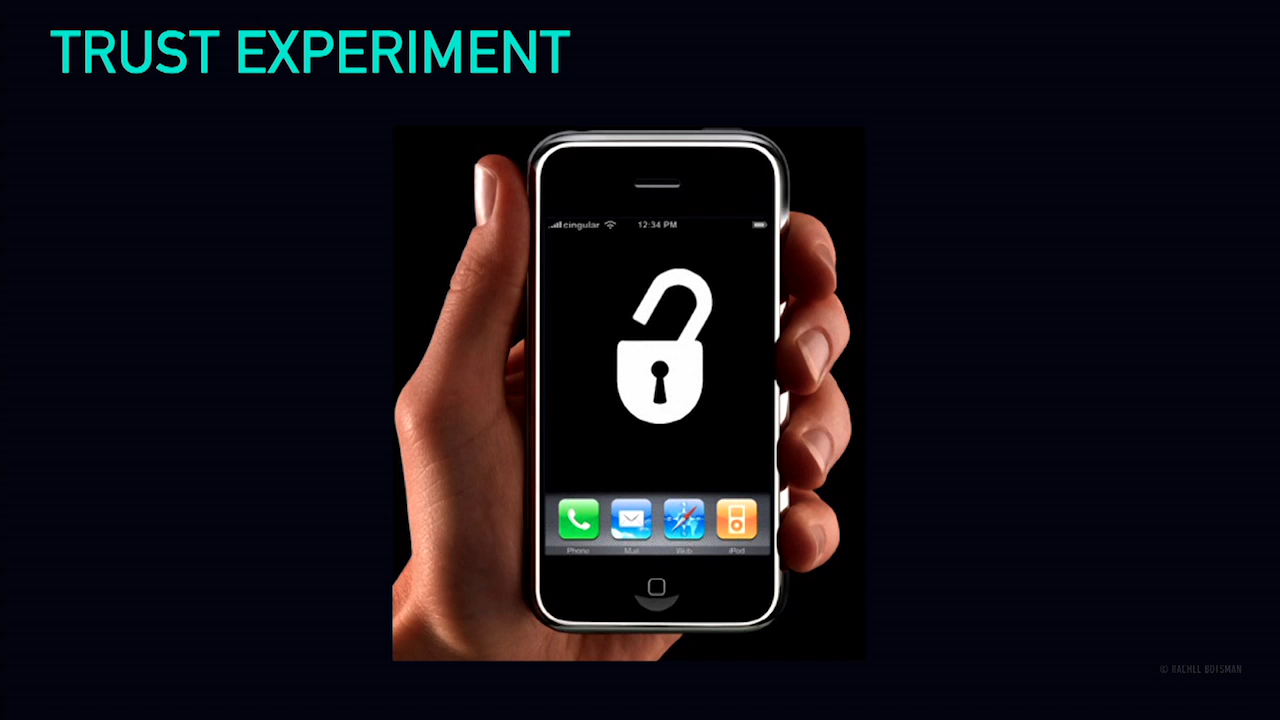 TRUST EXPERIMENT
cingular 12:34 PM
Phone Mail Web iPod
© RACHEL BOTSMAN